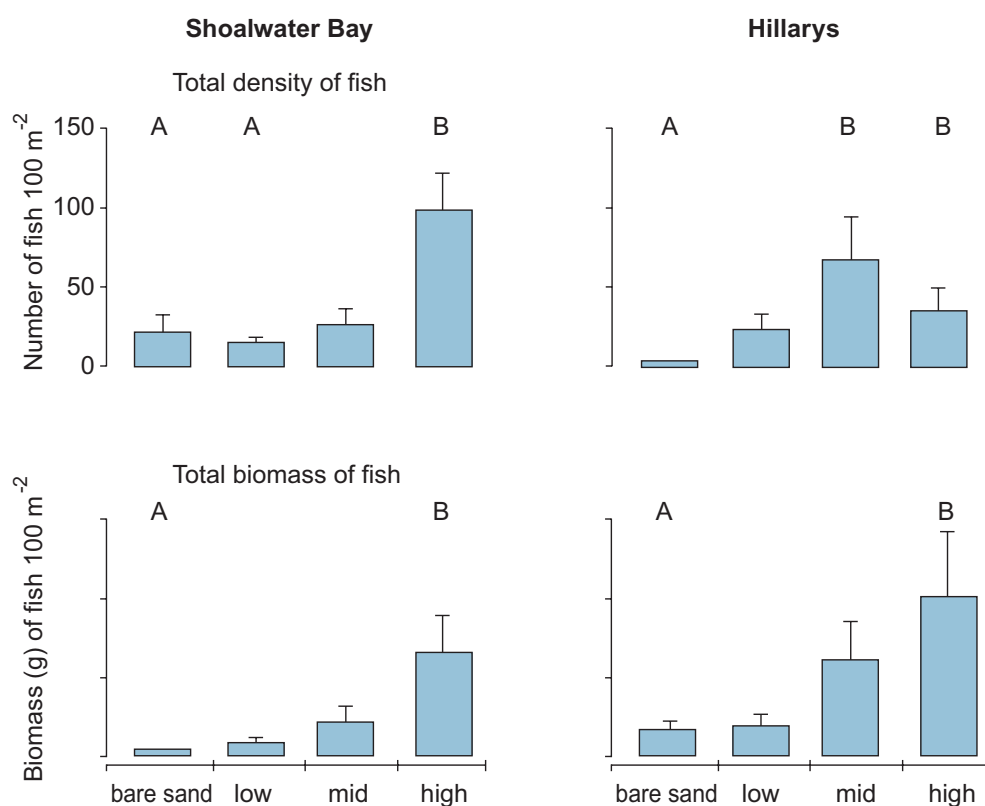 Shoalwater Bay
Hillarys
Total density of fish
Number of fish 100 m⁻²
150
100
50
0
A A B
A B B
Total biomass of fish
Biomass (g) of fish 100 m⁻²
A B
A B
bare sand low mid high
bare sand low mid high